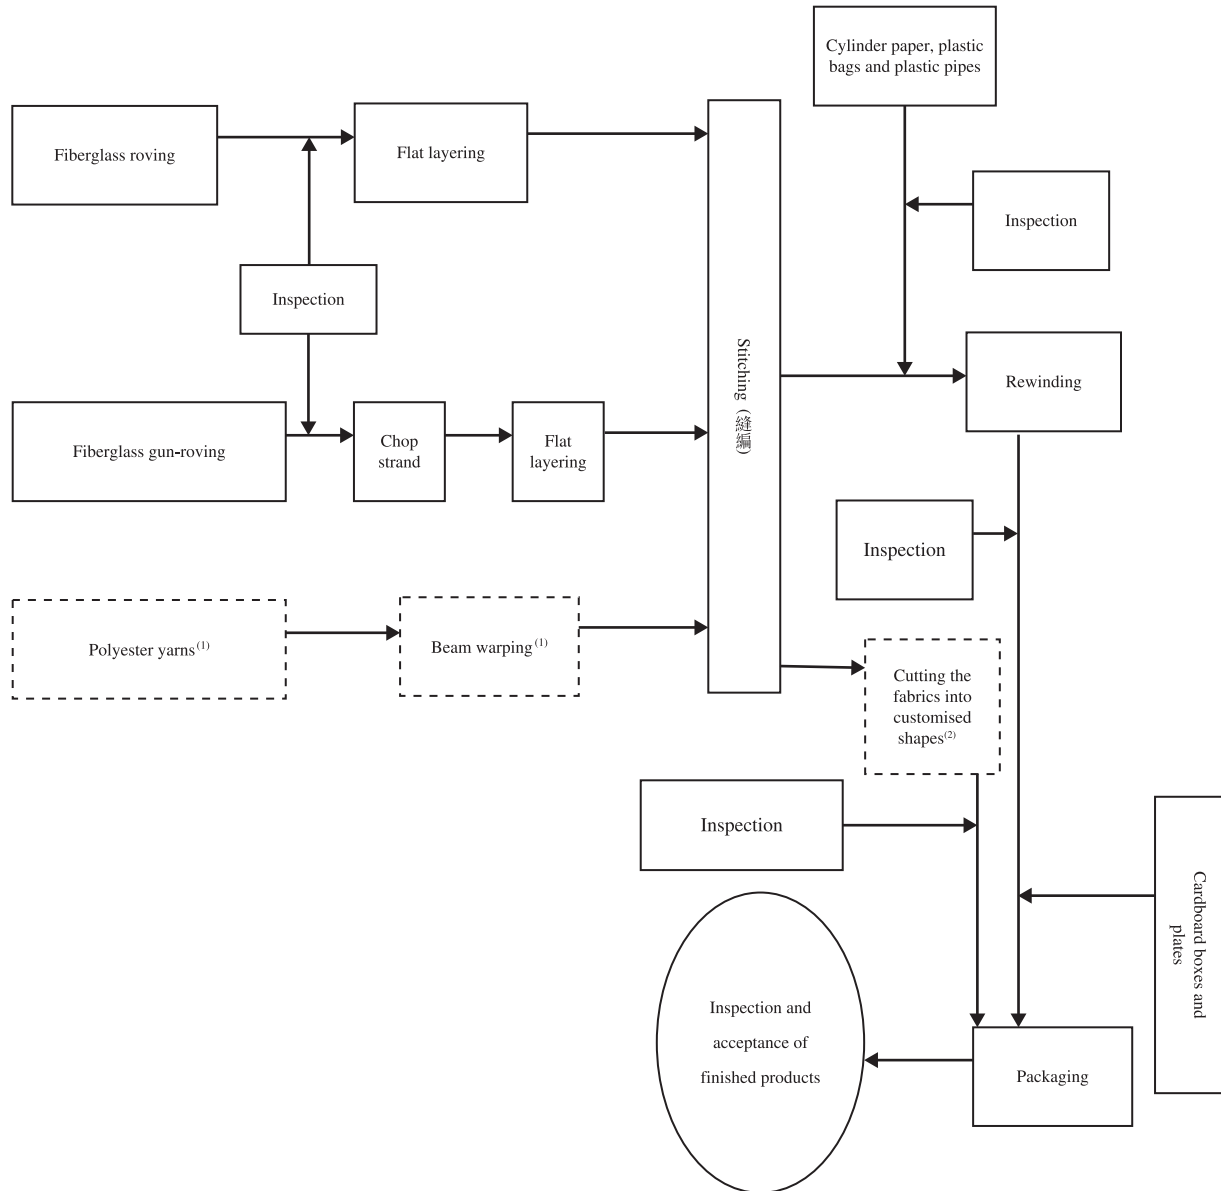 Cylinder paper, plastic
bags and plastic pipes
Fiberglass roving
Flat layering
Inspection
Inspection
Stitching (縫編)
Rewinding
Fiberglass gun-roving
Chop
strand
Flat
layering
Inspection
Polyester yarns(1)
Beam warping(1)
Cutting the
fabrics into
customised
shapes(2)
Inspection
Cardboard boxes and
plates
Inspection and
acceptance of
finished products
Packaging